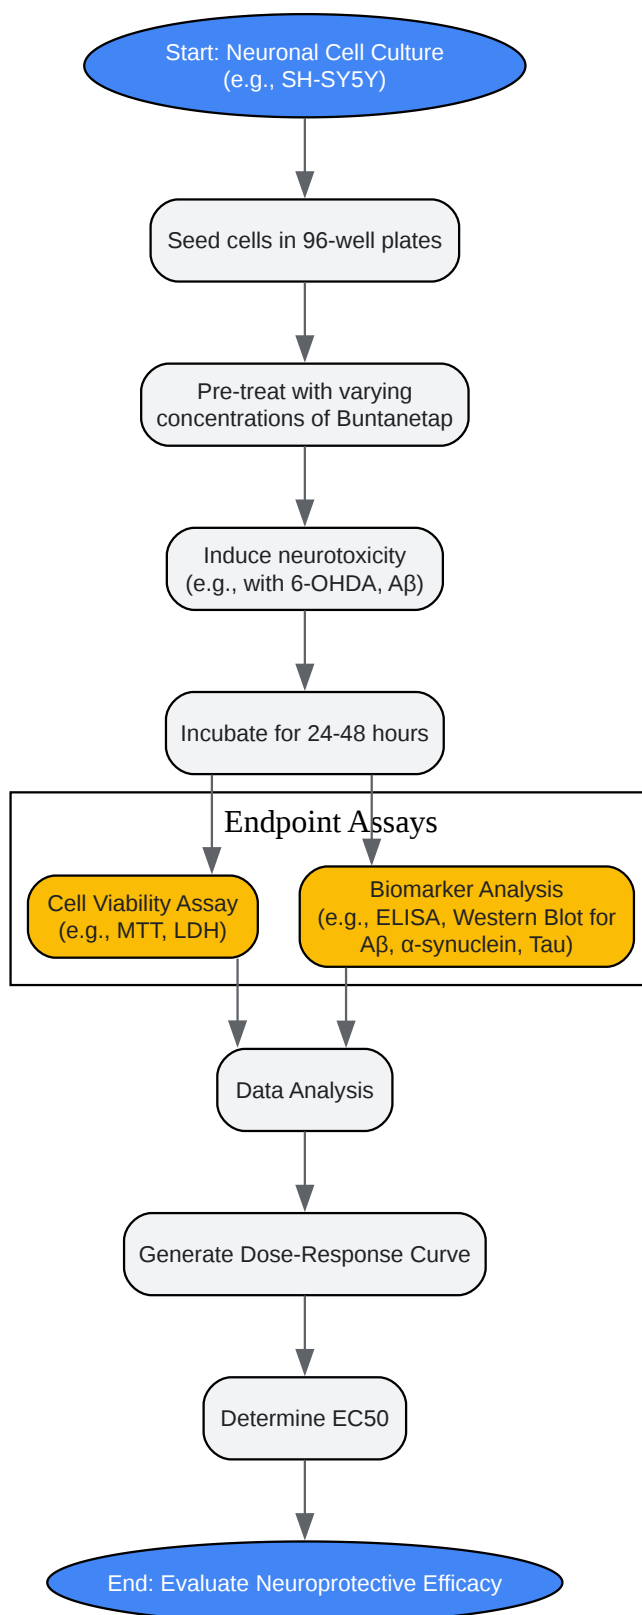 Start: Neuronal Cell Culture
(e.g., SH-SY5Y)
Seed cells in 96-well plates
Pre-treat with varying
concentrations of Buntanetap
Induce neurotoxicity
(e.g., with 6-OHDA, Aβ)
Incubate for 24-48 hours
Endpoint Assays
Cell Viability Assay
(e.g., MTT, LDH)
Biomarker Analysis
(e.g., ELISA, Western Blot for
Aβ, α-synuclein, Tau)
Data Analysis
Generate Dose-Response Curve
Determine EC50
End: Evaluate Neuroprotective Efficacy